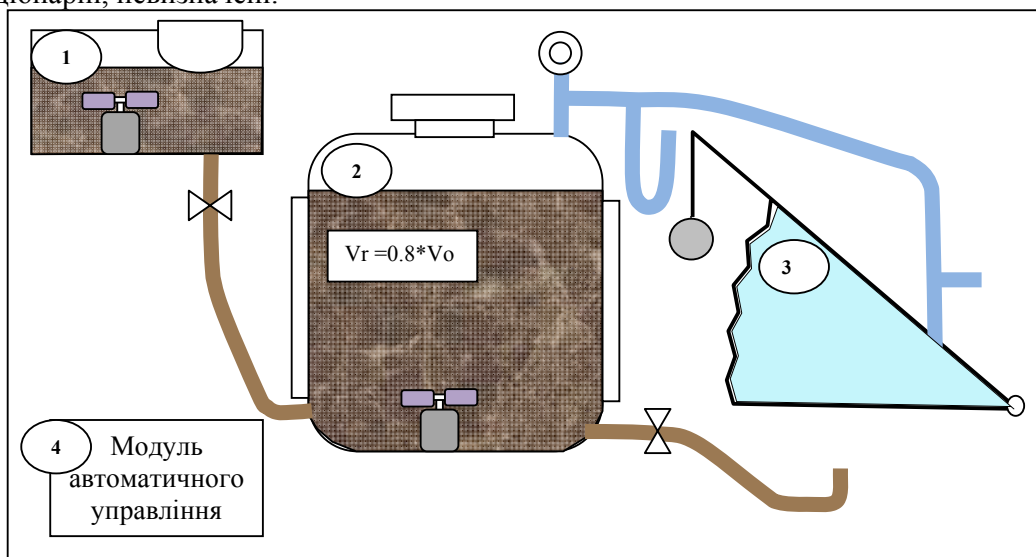 1
2
Vr =0.8*Vo
3
4
Модуль
автоматичного
управління